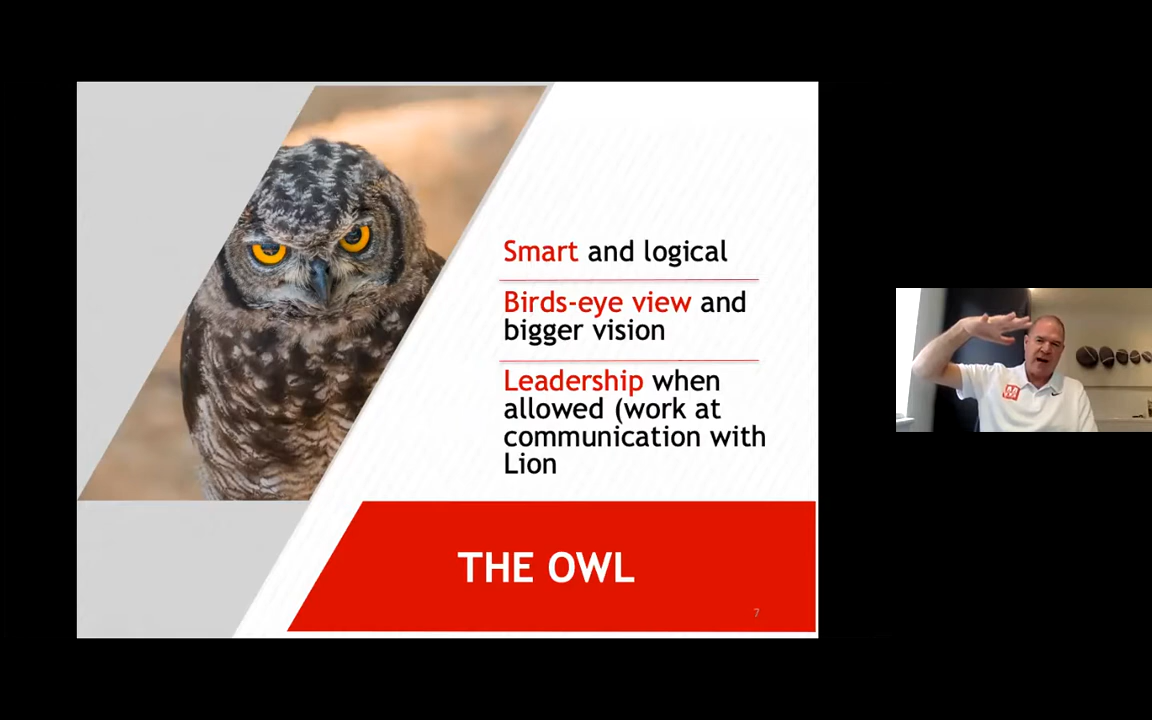 Smart and logical
Birds-eye view and
bigger vision
Leadership when
allowed (work at
communication with
Lion
THE OWL
7